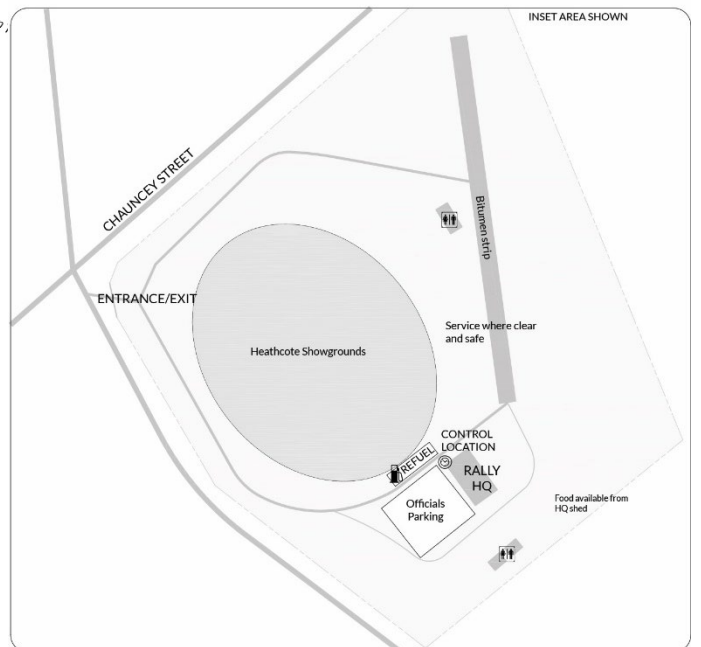 INSET AREA SHOWN
CHAUNCEY STREET
Bitumen strip
ENTRANCE/EXIT
Service where clear
and safe
Heathcote Showgrounds
CONTROL
LOCATION
REFUEL
RALLY
HQ
Officials
Parking
Food available from
HQ shed